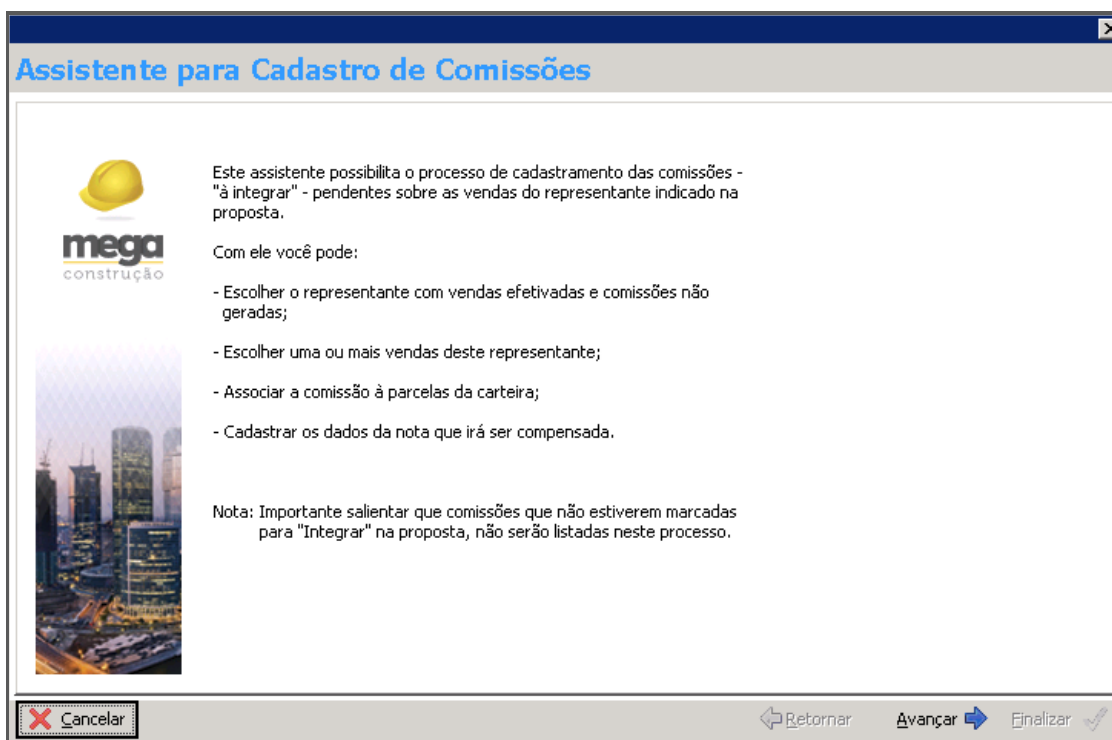 Assistente para Cadastro de Comissões
Este assistente possibilita o processo de cadastramento das comissões -
"à integrar" - pendentes sobre as vendas do representante indicado na
proposta.
mega
construção
Com ele você pode:
- Escolher o representante com vendas efetivadas e comissões não
geradas;
- Escolher uma ou mais vendas deste representante;
- Associar a comissão à parcelas da carteira;
- Cadastrar os dados da nota que irá ser compensada.
Nota: Importante salientar que comissões que não estiverem marcadas
para "Integrar" na proposta, não serão listadas neste processo.
Cancelar
Retornar
Avançar
Finalizar